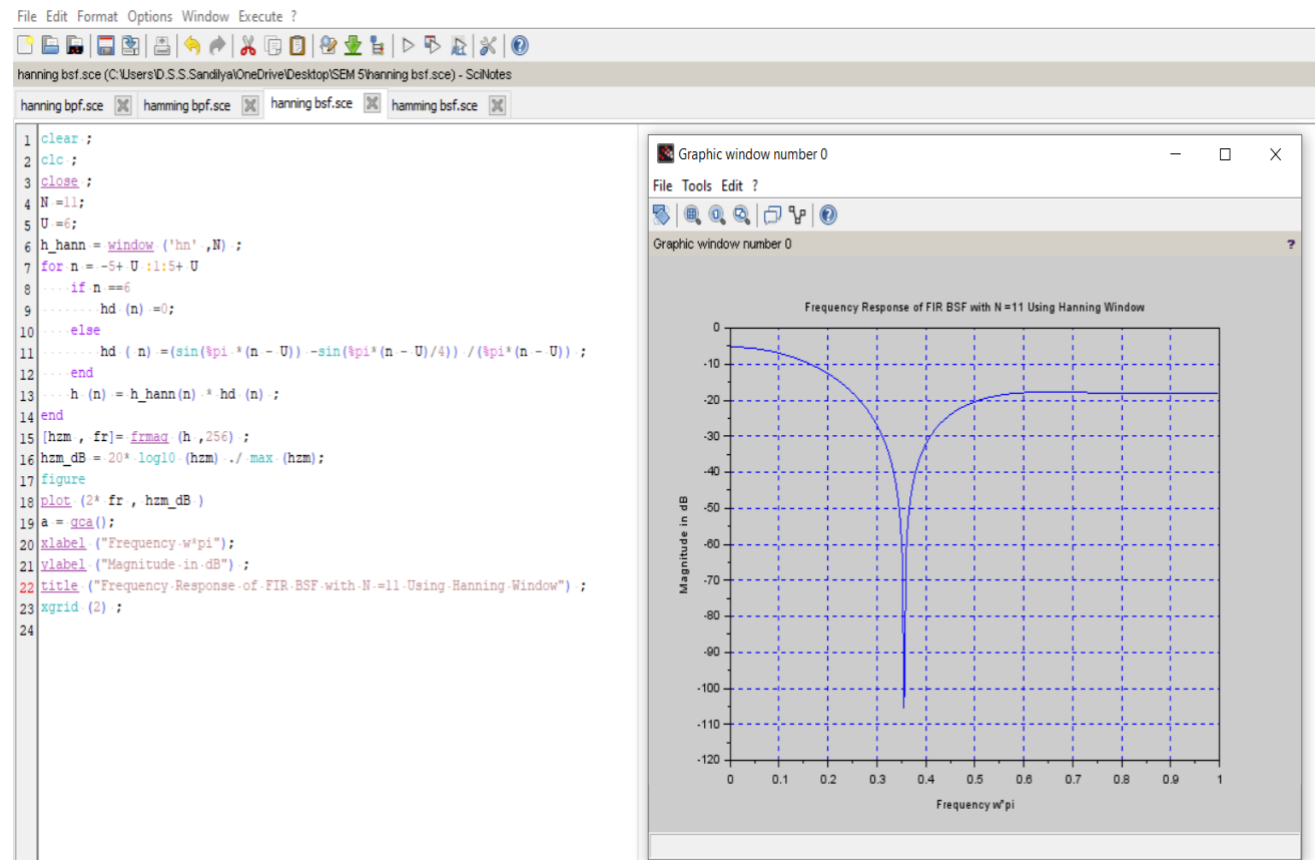 File Edit Format Options Window Execute ?
hanning bsf.sce (C:\Users\D.S.S.Sandilya\OneDrive\Desktop\SEM 5\hanning bsf.sce) - SciNotes
hanning bpf.sce hamming bpf.sce hanning bsf.sce hamming bsf.sce
1 clear ;
2 clc ;
3 close ;
4 N =11;
5 U =6;
6 h_hann = window ('hn' ,N) ;
7 for n = -5+ U :1:5+ U
8     if n ==6
9         hd (n) =0;
10     else
11         hd ( n) =(sin(%pi *(n - U)) -sin(%pi*(n - U)/4)) /(%pi*(n - U)) ;
12     end
13     h (n) = h_hann(n) * hd (n) ;
14 end
15 [hzm , fr]= frmag (h ,256) ;
16 hzm_dB = 20* log10 (hzm) ./ max (hzm);
17 figure
18 plot (2* fr , hzm_dB )
19 a = gca();
20 xlabel ("Frequency w*pi");
21 ylabel ("Magnitude in dB") ;
22 title ("Frequency Response of FIR BSF with N =11 Using Hanning Window") ;
23 xgrid (2) ;
24
Graphic window number 0
File Tools Edit ?
Graphic window number 0 ?
Frequency Response of FIR BSF with N =11 Using Hanning Window
0
-10
-20
-30
-40
-50
-60
-70
-80
-90
-100
-110
-120
Magnitude in dB
0 0.1 0.2 0.3 0.4 0.5 0.6 0.7 0.8 0.9 1
Frequency w*pi